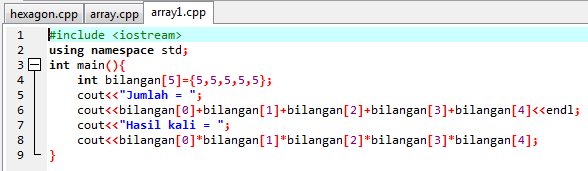 hexagon.cpp array.cpp array1.cpp
1 #include <iostream>
2 using namespace std;
3 int main(){
4 int bilangan[5]={5,5,5,5,5};
5 cout<<"Jumlah = ";
6 cout<<bilangan[0]+bilangan[1]+bilangan[2]+bilangan[3]+bilangan[4]<<endl;
7 cout<<"Hasil kali = ";
8 cout<<bilangan[0]*bilangan[1]*bilangan[2]*bilangan[3]*bilangan[4];
9 }